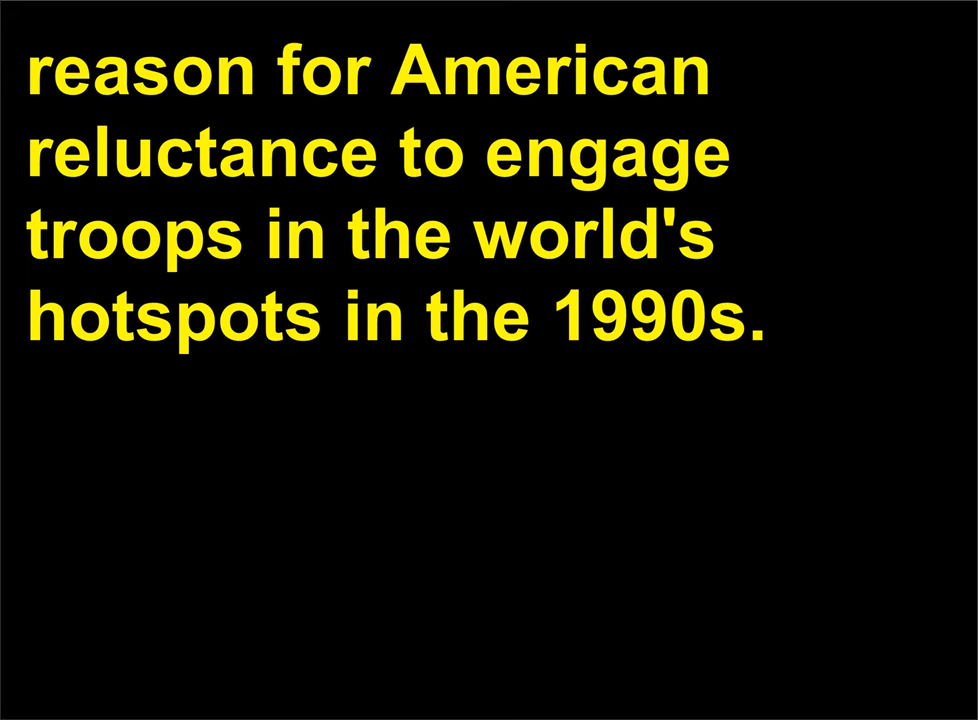 reason for American
reluctance to engage
troops in the world's
hotspots in the 1990s.